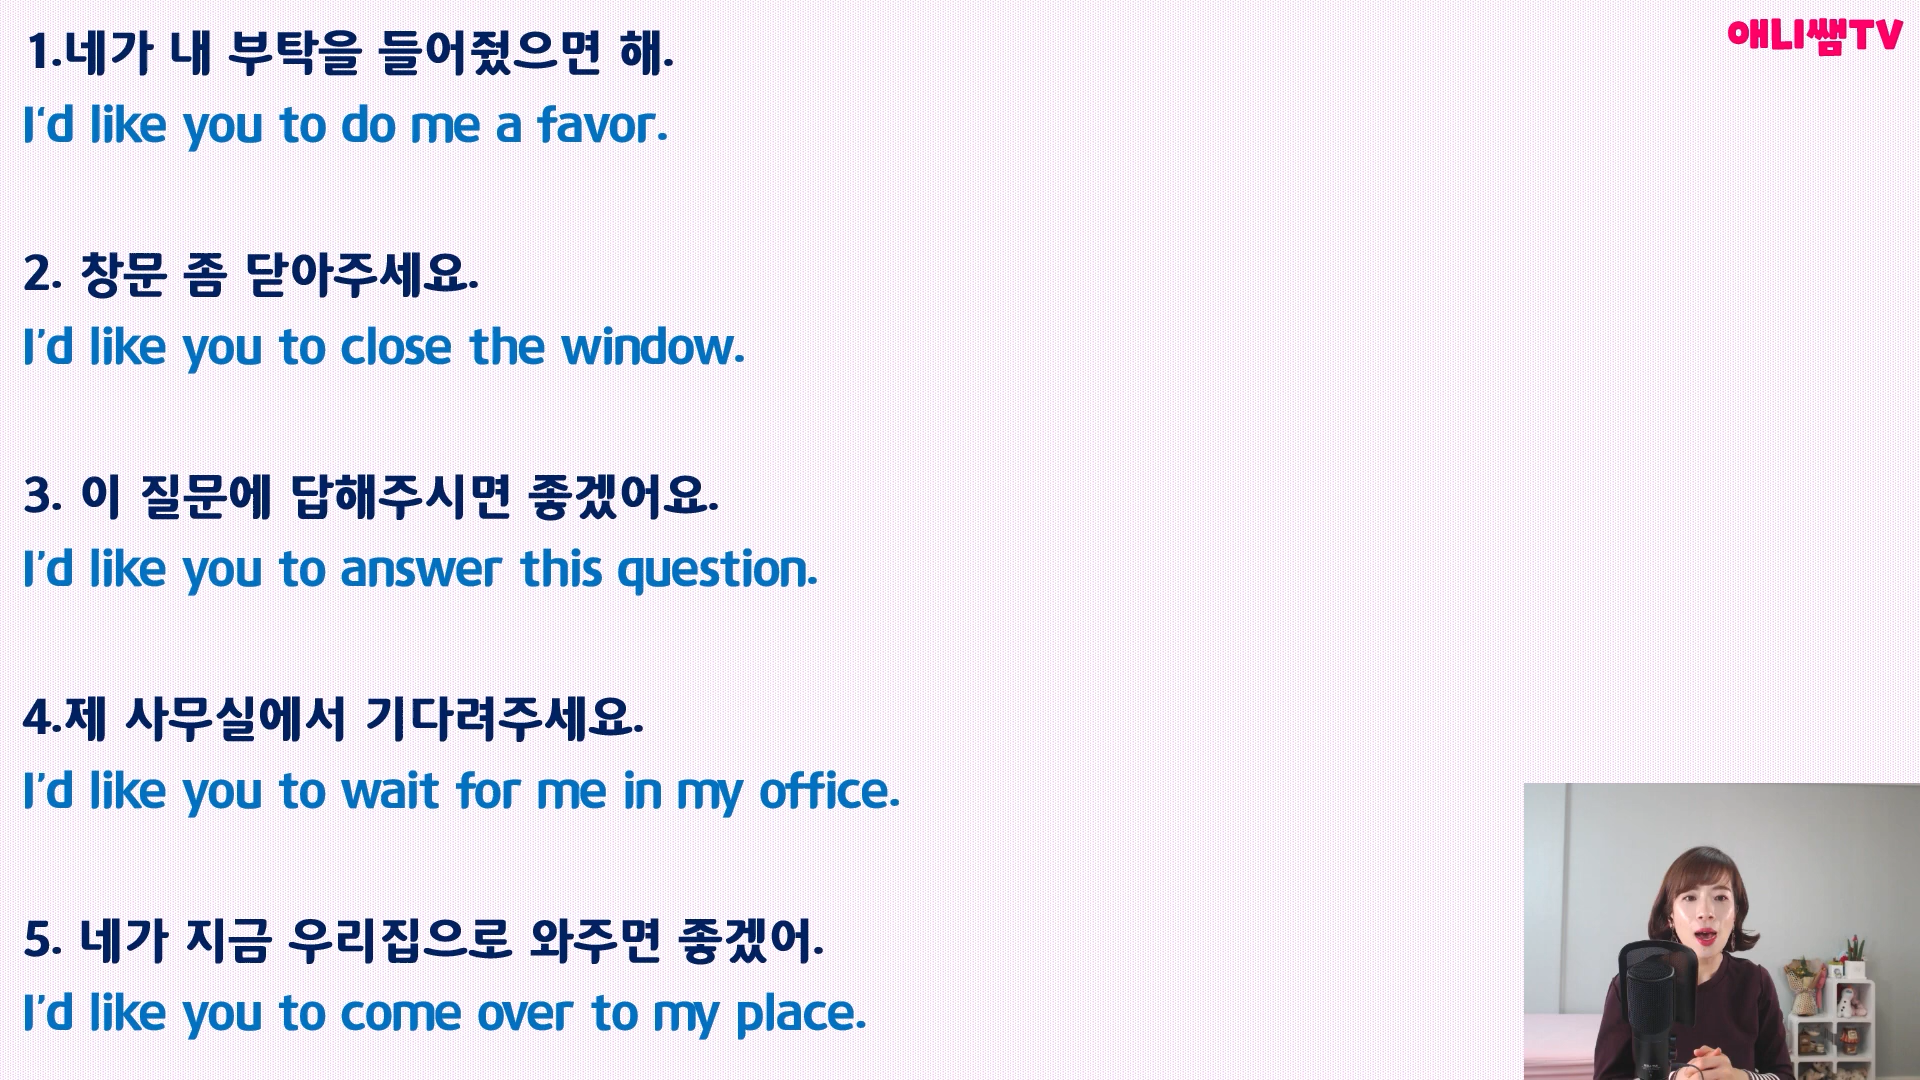 애니쌤TV
1.네가 내 부탁을 들어줬으면 해.
I‘d like you to do me a favor.
2. 창문 좀 닫아주세요.
I’d like you to close the window.
3. 이 질문에 답해주시면 좋겠어요.
I’d like you to answer this question.
4.제 사무실에서 기다려주세요.
I’d like you to wait for me in my office.
5. 네가 지금 우리집으로 와주면 좋겠어.
I’d like you to come over to my place.